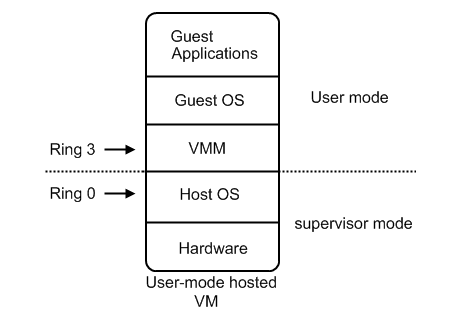 Guest
Applications
Guest OS
User mode
Ring 3
VMM
Ring 0
Host OS
supervisor mode
Hardware
User-mode hosted
VM